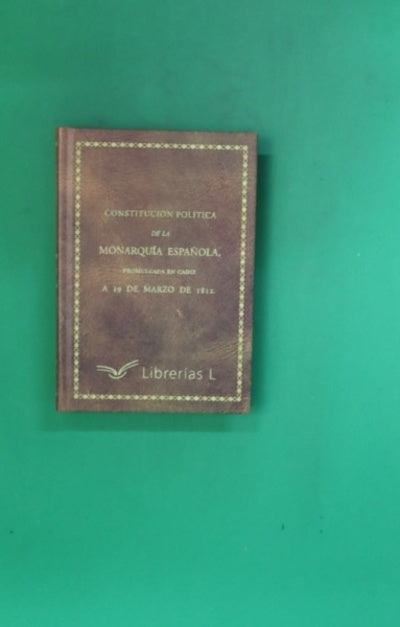 CONSTITUCION POLITICA
DE LA
MONARQUÍA ESPAÑOLA,
PROMULGADA EN CADIZ
A 19 DE MARZO DE 1812.
Librerías L